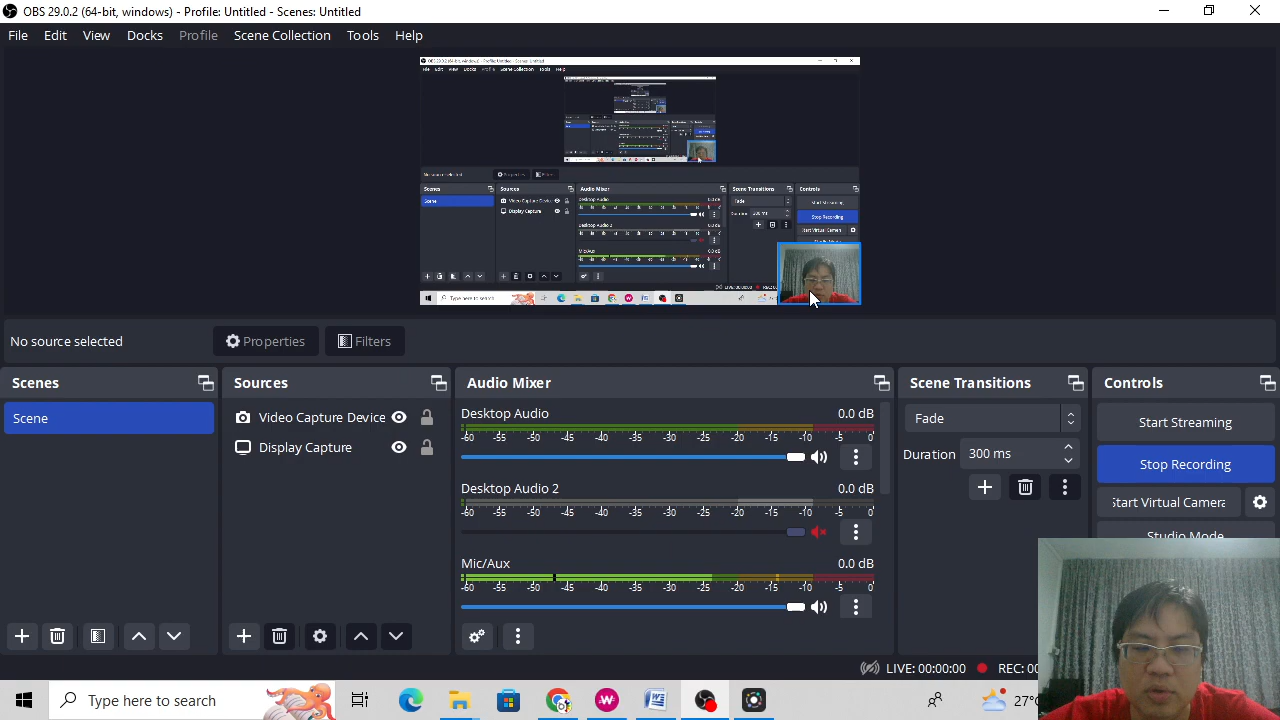 OBS 29.0.2 (64-bit, windows) - Profile: Untitled - Scenes: Untitled
File Edit View Docks Profile Scene Collection Tools Help
No source selected Properties Filters
Scenes
Scene
Sources
Video Capture Device
Display Capture
Audio Mixer
Desktop Audio 0.0 dB
-60 -55 -50 -45 -40 -35 -30 -25 -20 -15 -10 -5 0
Desktop Audio 2 0.0 dB
-60 -55 -50 -45 -40 -35 -30 -25 -20 -15 -10 -5 0
Mic/Aux 0.0 dB
-60 -55 -50 -45 -40 -35 -30 -25 -20 -15 -10 -5 0
Scene Transitions
Fade
Duration 300 ms
Controls
Start Streaming
Stop Recording
Start Virtual Camera
Studio Mode
LIVE: 00:00:00 REC: 00
Type here to search
27°